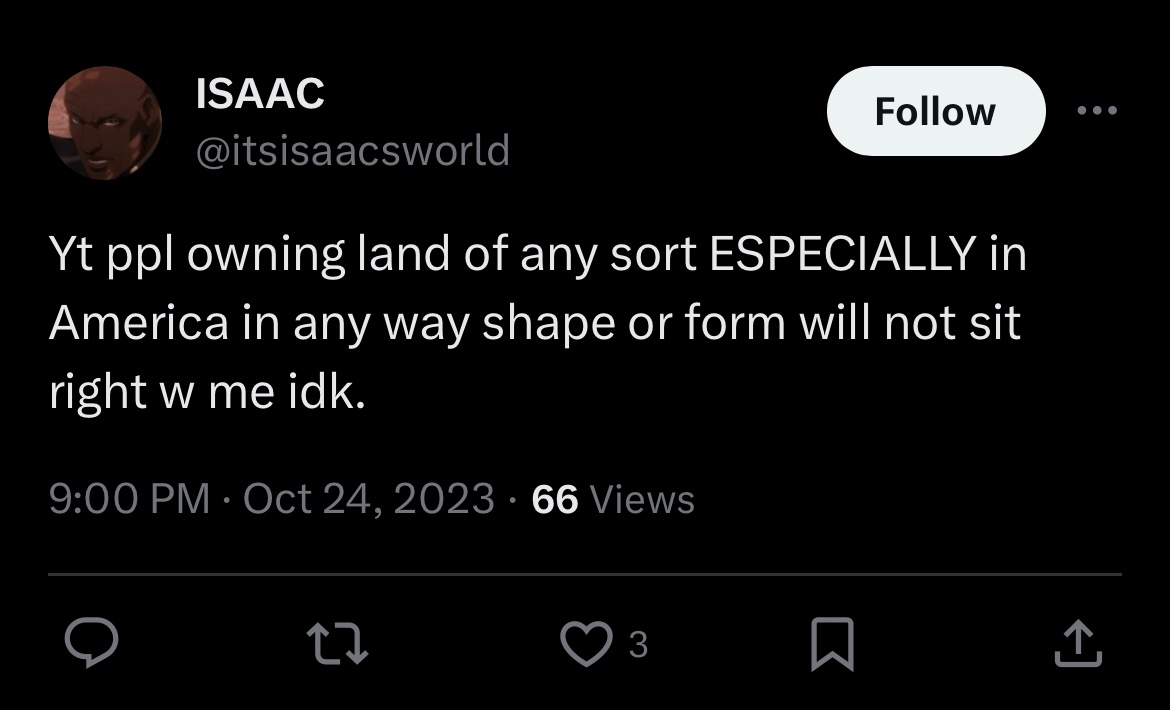 ISAAC
@itsisaacsworld
Follow
Yt ppl owning land of any sort ESPECIALLY in
America in any way shape or form will not sit
right w me idk.
9:00 PM · Oct 24, 2023 · 66 Views
3